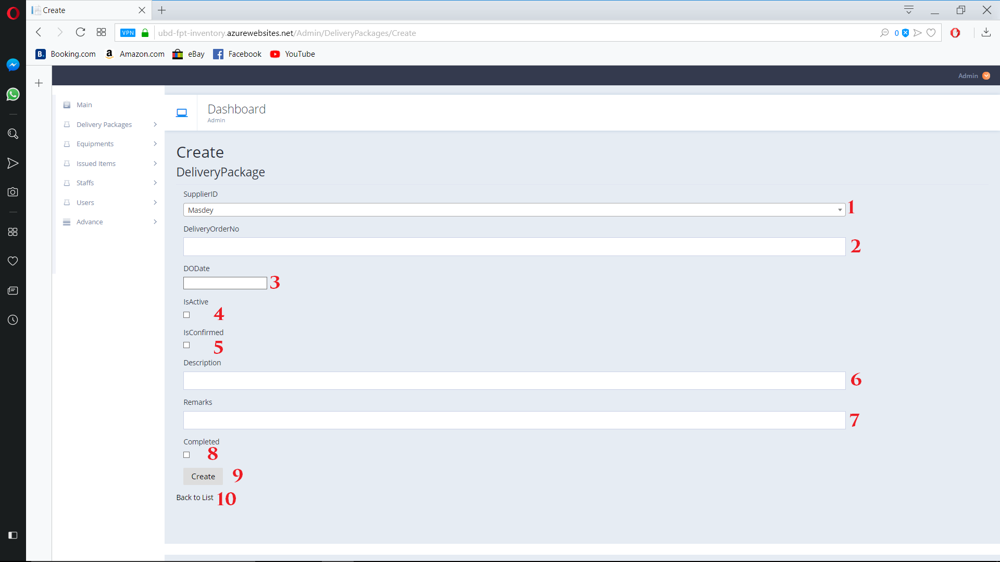 Create
VPN ubd-fpt-inventory.azurewebsites.net/Admin/DeliveryPackages/Create 0
B. Booking.com a Amazon.com eBay Facebook YouTube
Admin
Main
Delivery Packages
Equipments
Issued Items
Staffs
Users
Advance
Dashboard
Admin
Create
DeliveryPackage
SupplierID
Masdey 1
DeliveryOrderNo
2
DODate
3
IsActive
4
IsConfirmed
5
Description
6
Remarks
7
Completed
8
Create 9
Back to List 10